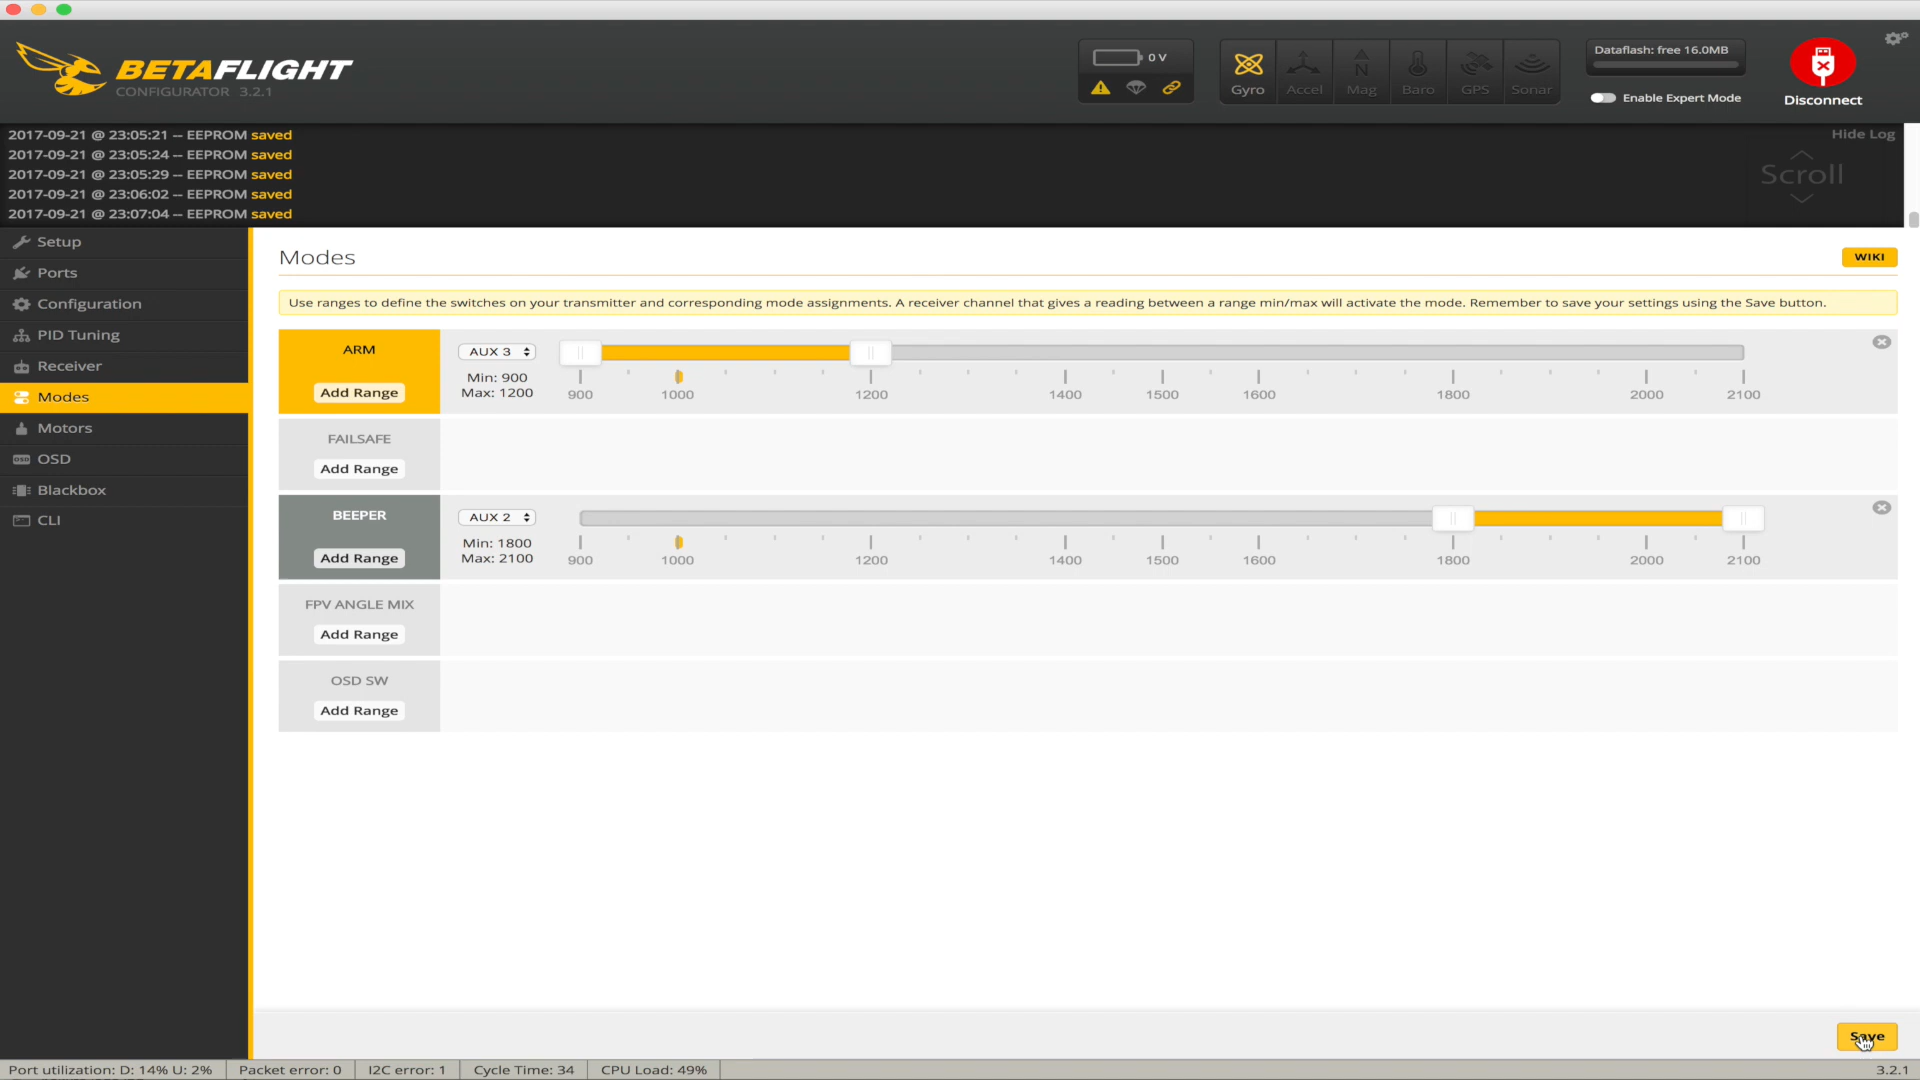 BETAFLIGHT
CONFIGURATOR 3.2.1
0 V
Gyro
Accel
Mag
N
Baro
GPS
Sonar
Dataflash: free 16.0MB
Enable Expert Mode
Disconnect
2017-09-21 @ 23:05:21 -- EEPROM saved
2017-09-21 @ 23:05:24 -- EEPROM saved
2017-09-21 @ 23:05:29 -- EEPROM saved
2017-09-21 @ 23:06:02 -- EEPROM saved
2017-09-21 @ 23:07:04 -- EEPROM saved
Hide Log
Scroll
Setup
Ports
Configuration
PID Tuning
Receiver
Modes
Motors
OSD
OSD
Blackbox
CLI
Modes
WIKI
Use ranges to define the switches on your transmitter and corresponding mode assignments. A receiver channel that gives a reading between a range min/max will activate the mode. Remember to save your settings using the Save button.
ARM
Add Range
AUX 3
Min: 900
Max: 1200
900 1000 1200 1400 1500 1600 1800 2000 2100
FAILSAFE
Add Range
BEEPER
Add Range
AUX 2
Min: 1800
Max: 2100
900 1000 1200 1400 1500 1600 1800 2000 2100
FPV ANGLE MIX
Add Range
OSD SW
Add Range
Save
Port utilization: D: 14% U: 2%
Packet error: 0
I2C error: 1
Cycle Time: 34
CPU Load: 49%
3.2.1